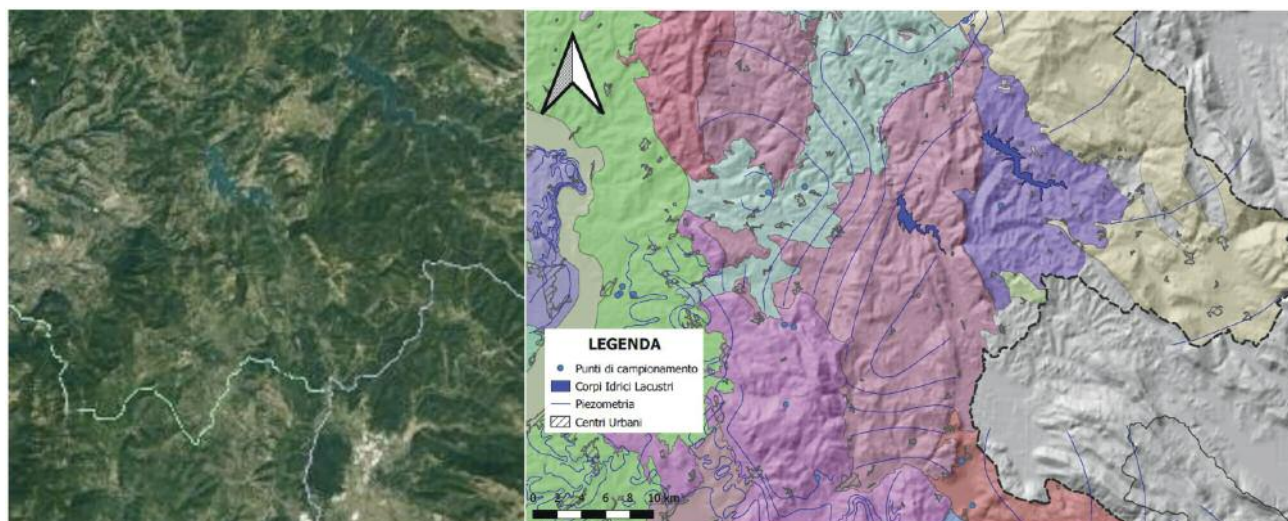 LEGENDA
Punti di campionamento
Corpi Idrici Lacustri
Piezometria
Centri Urbani
0 2 4 6 8 10 km